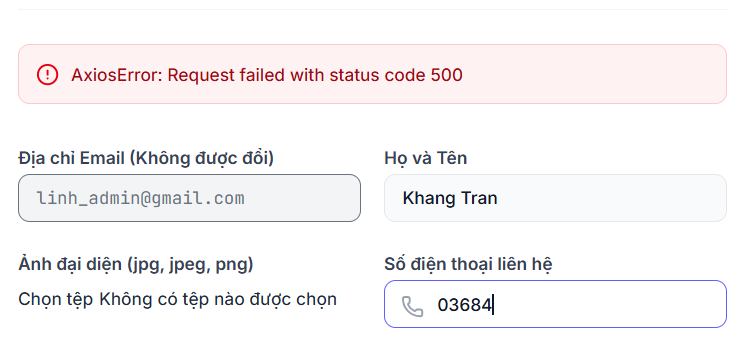 AxiosError: Request failed with status code 500
Địa chỉ Email (Không được đổi)
Họ và Tên
linh_admin@gmail.com
Khang Tran
Ảnh đại diện (jpg, jpeg, png)
Số điện thoại liên hệ
Chọn tệp Không có tệp nào được chọn
03684